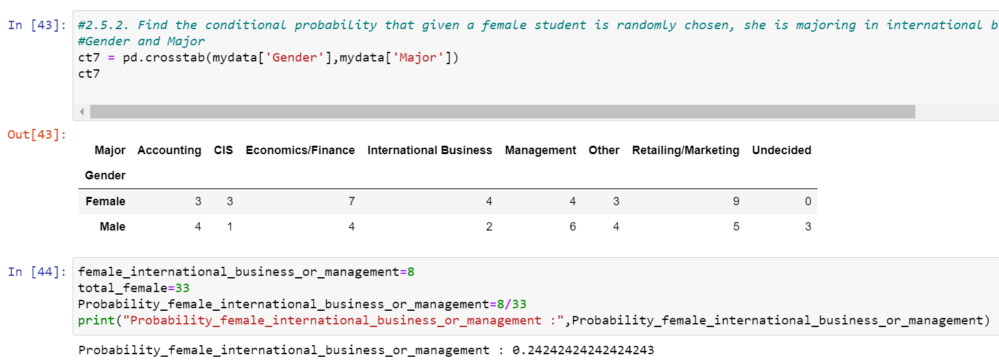 In [43]: #2.5.2. Find the conditional probability that given a female student is randomly chosen, she is majoring in international b
#Gender and Major
ct7 = pd.crosstab(mydata['Gender'],mydata['Major'])
ct7
Out[43]:
Major Accounting CIS Economics/Finance International Business Management Other Retailing/Marketing Undecided
Gender
Female 3 3 7 4 4 3 9 0
Male 4 1 4 2 6 4 5 3
In [44]: female_international_business_or_management=8
total_female=33
Probability_female_international_business_or_management=8/33
print("Probability_female_international_business_or_management :",Probability_female_international_business_or_management)
Probability_female_international_business_or_management : 0.24242424242424243